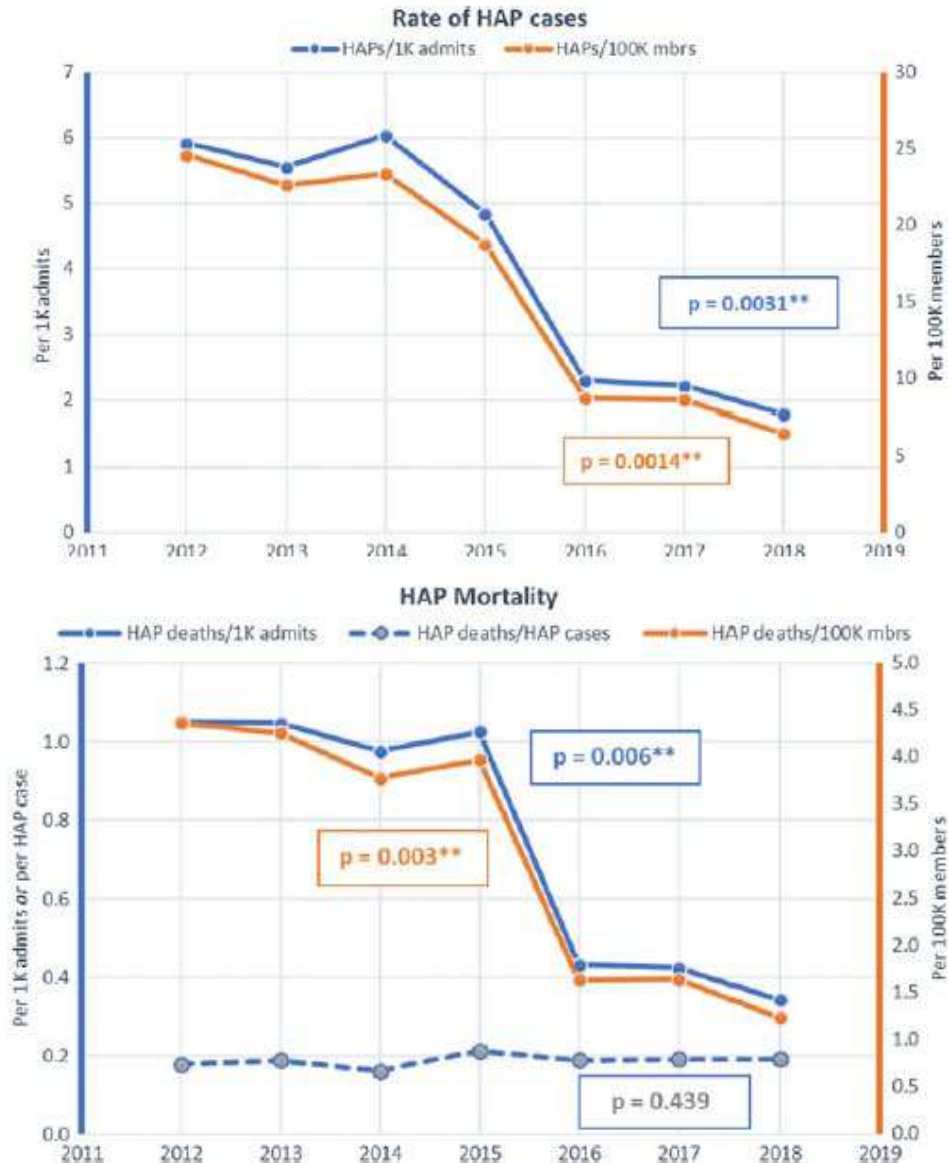 Rate of HAP cases
HAPs/1K admits HAPs/100K mbrs
7 30
6 25
5 20
4 15
3 10
2 5
1 0
0
Per 1K admits
Per 100K members
p = 0.0031**
p = 0.0014**
2011 2012 2013 2014 2015 2016 2017 2018 2019
HAP Mortality
HAP deaths/1K admits HAP deaths/HAP cases HAP deaths/100K mbrs
1.2 5.0
1.0 4.5
0.8 4.0
0.6 3.5
0.4 3.0
0.2 2.5
0.0 2.0
1.5
1.0
0.5
0.0
Per 1K admits or per HAP case
Per 100K members
p = 0.006**
p = 0.003**
p = 0.439
2011 2012 2013 2014 2015 2016 2017 2018 2019